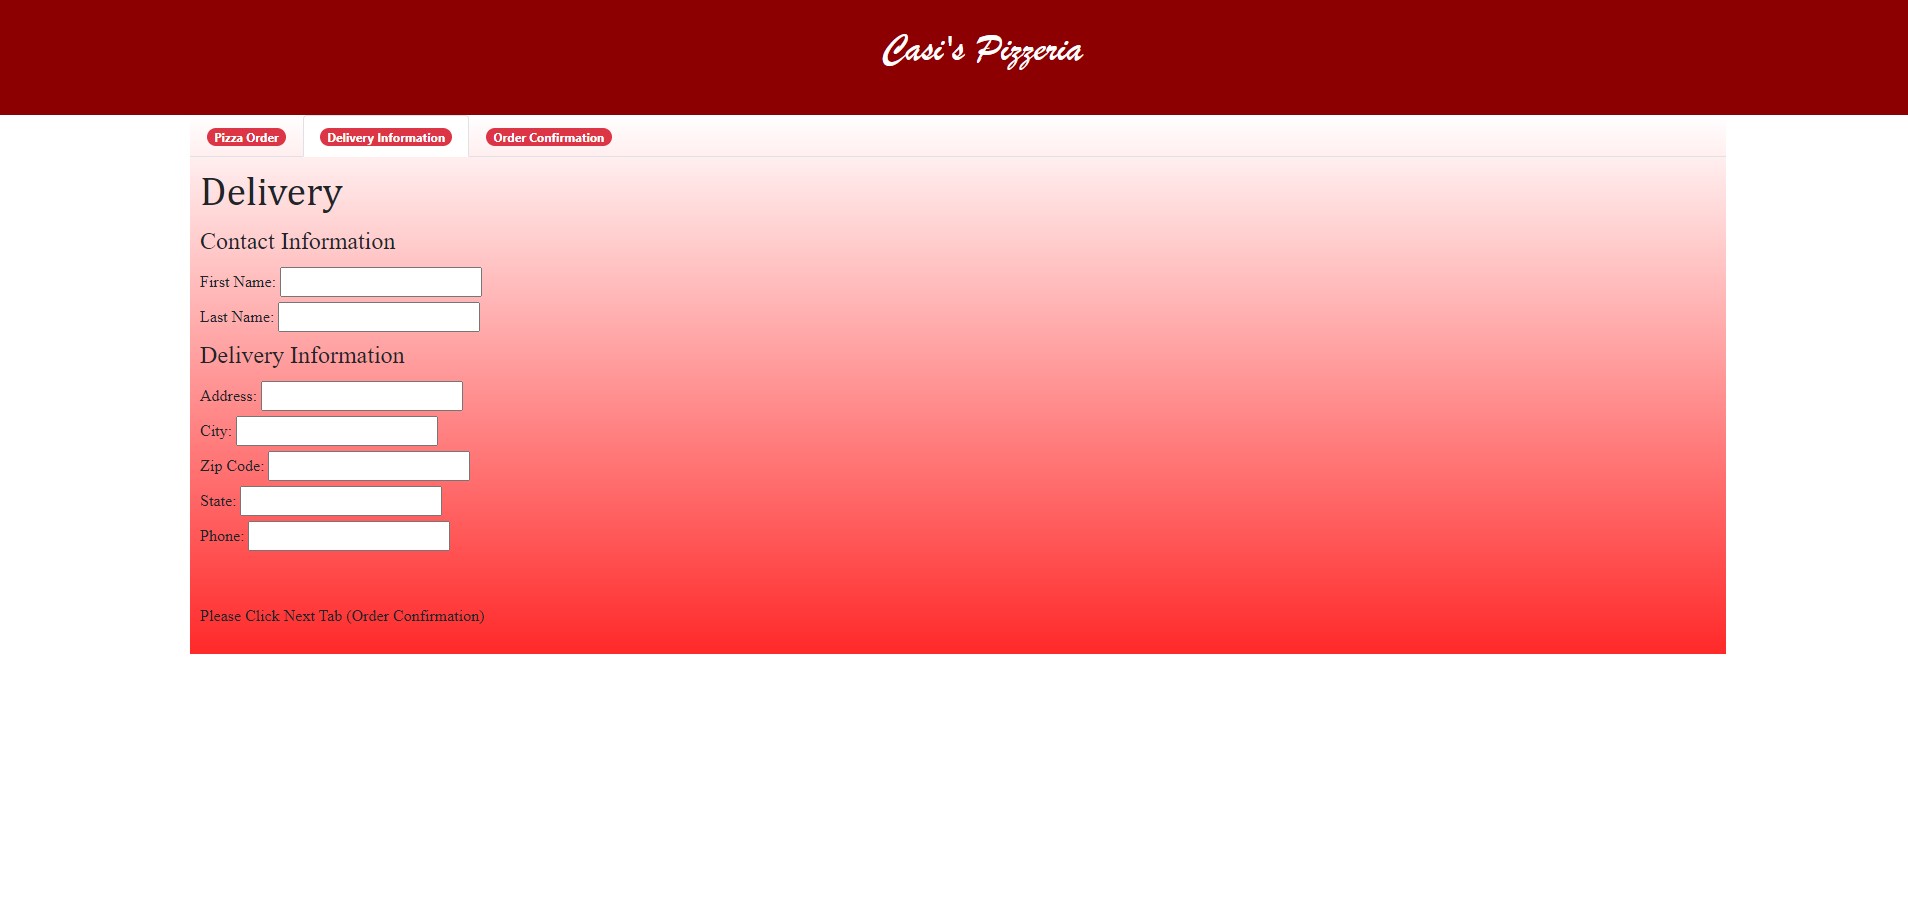 Casi's Pizzeria
Pizza Order Delivery Information Order Confirmation
Delivery
Contact Information
First Name:
Last Name:
Delivery Information
Address:
City:
Zip Code:
State:
Phone:
Please Click Next Tab (Order Confirmation)